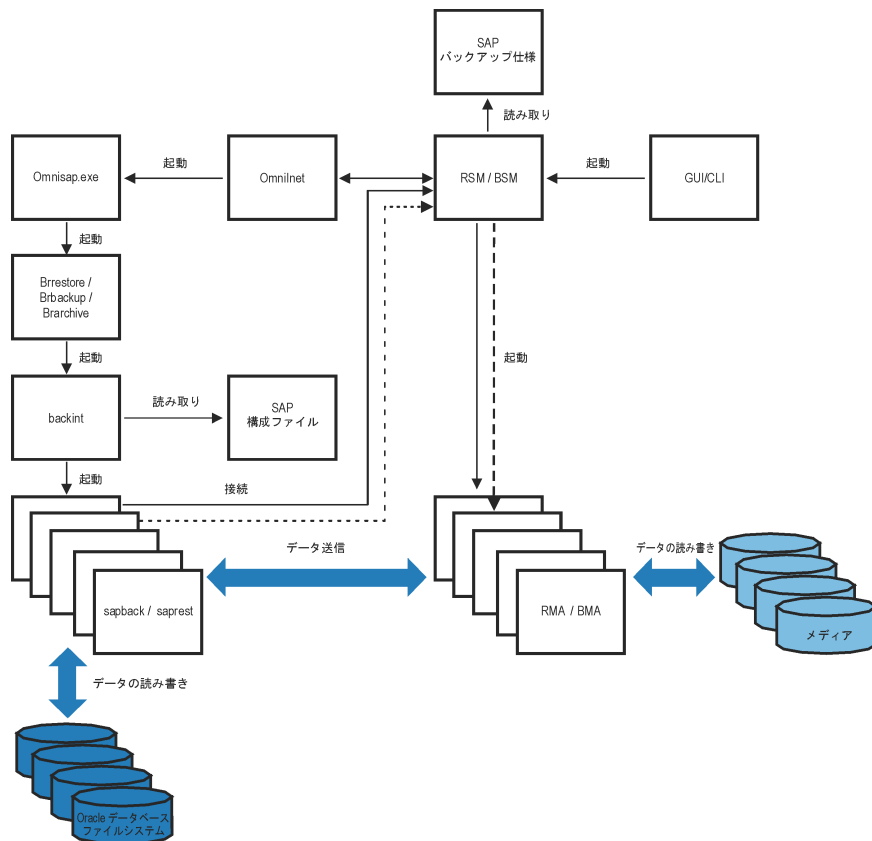 SAP
バックアップ仕様
読み取り
Omnisap.exe
起動
OmniInet
RSM / BSM
起動
GUI/CLI
起動
Brrestore /
Brbackup /
Brarchive
起動
起動
backint
読み取り
SAP
構成ファイル
起動
接続
データ送信
データの読み書き
sapback / saprest
RMA / BMA
メディア
データの読み書き
Oracle データベース
ファイルシステム